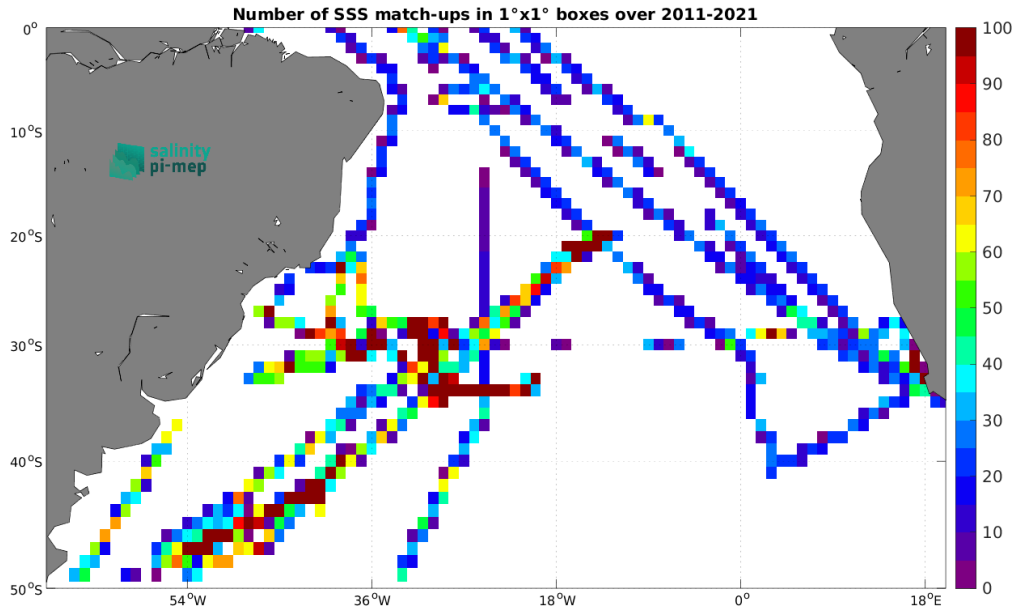 Number of SSS match-ups in 1°x1° boxes over 2011-2021
0°
10°S
20°S
30°S
40°S
50°S
54°W
36°W
18°W
0°
18°E
salinity
pi-mep
100
90
80
70
60
50
40
30
20
10
0